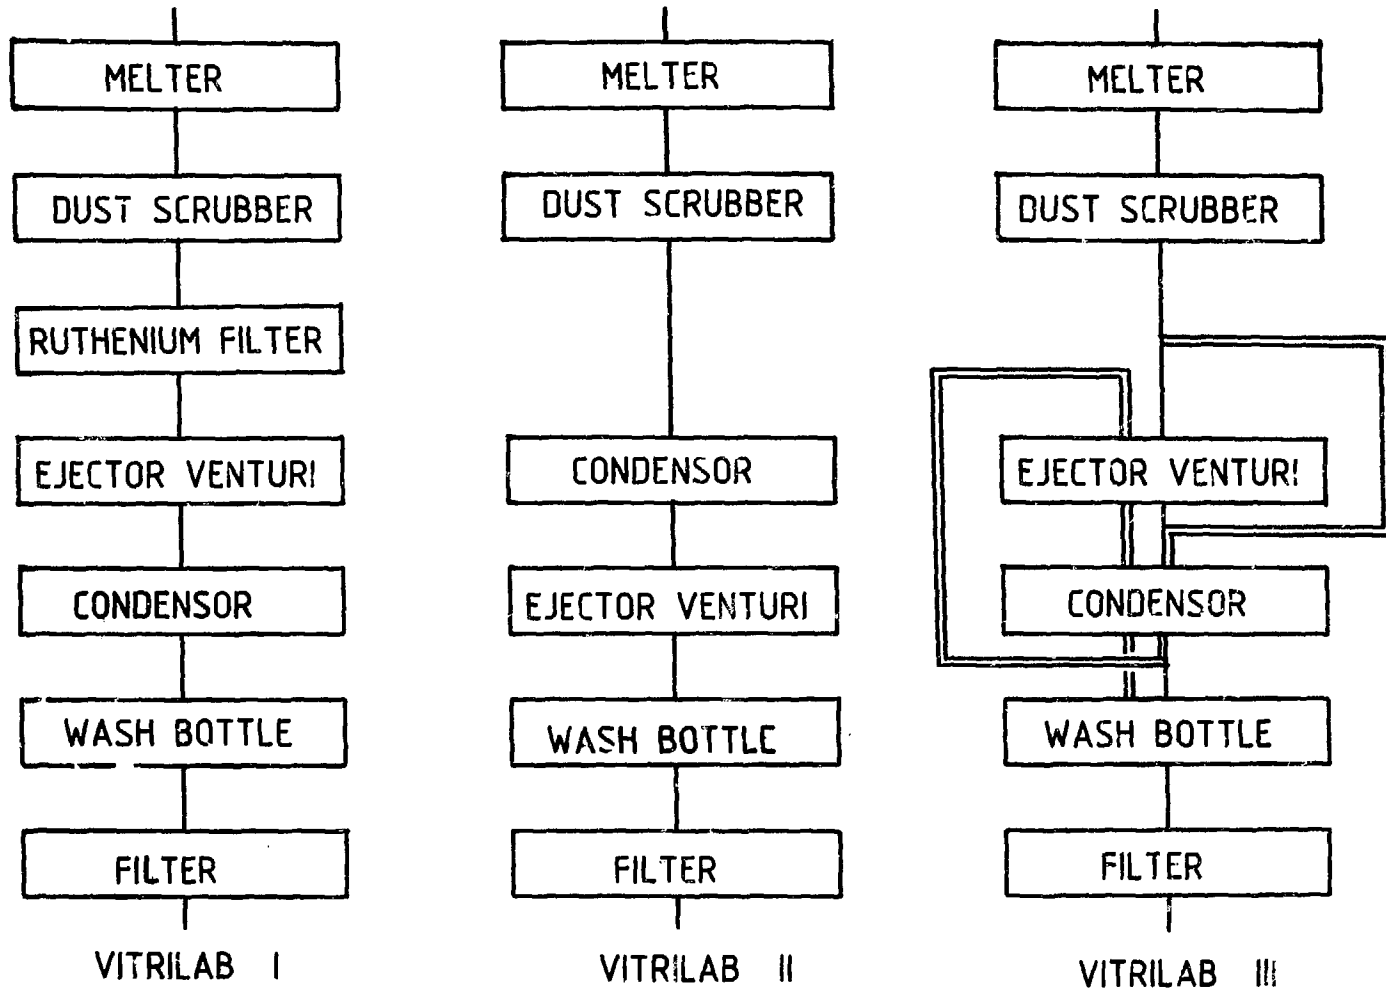 MELTER
DUST SCRUBBER
RUTHENIUM FILTER
EJECTOR VENTURI
CONDENSOR
WASH BOTTLE
FILTER
VITRILAB I
MELTER
DUST SCRUBBER
CONDENSOR
EJECTOR VENTURI
WASH BOTTLE
FILTER
VITRILAB II
MELTER
DUST SCRUBBER
EJECTOR VENTURI
CONDENSOR
WASH BOTTLE
FILTER
VITRILAB III